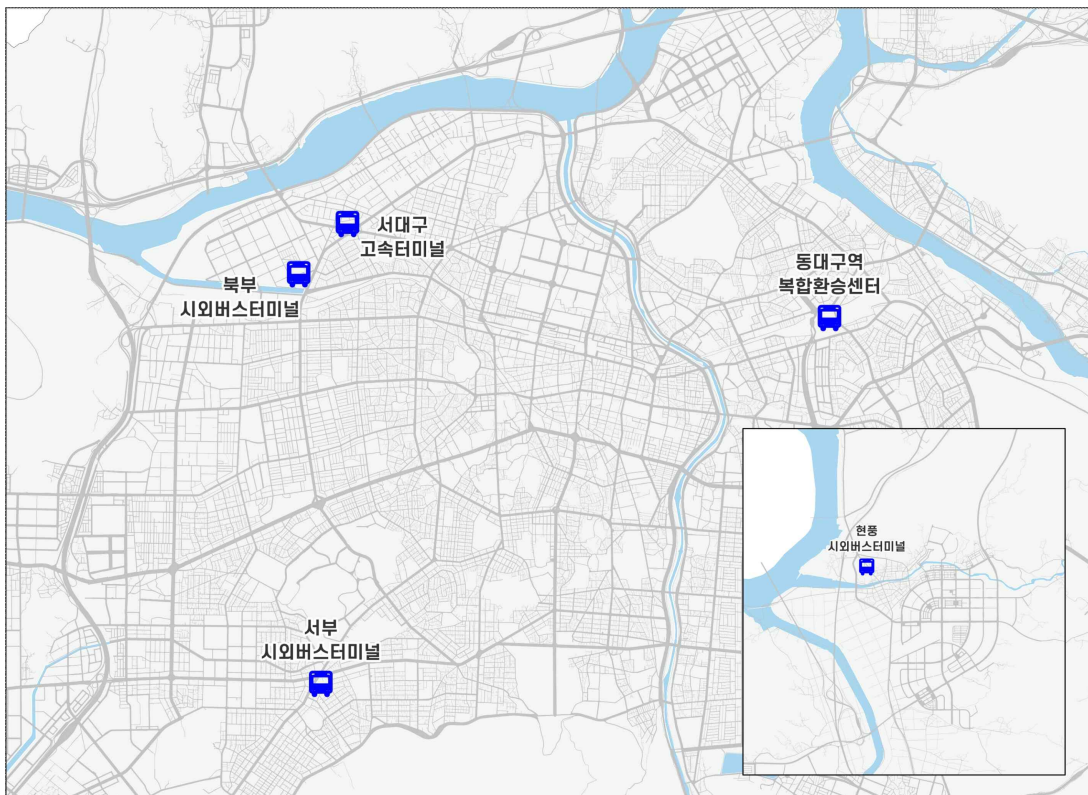 서대구
고속터미널
북부
시외버스터미널
동대구역
복합환승센터
현풍
시외버스터미널
서부
시외버스터미널